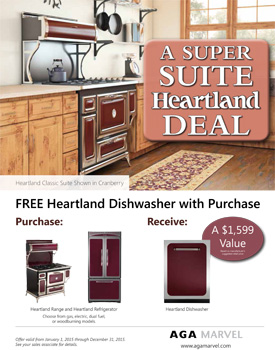 A SUPER
SUITE
Heartland
DEAL
Heartland Classic Suite Shown in Cranberry
FREE Heartland Dishwasher with Purchase
Purchase:
Receive:
A $1,599
Value
Heartland Range and Heartland Refrigerator
Choose from gas, electric, dual fuel,
or woodburning models.
Heartland Dishwasher
Offer valid from January 1, 2015 through December 31, 2015.
See your sales associate for details.
AGA MARVEL
www.agamarvel.com